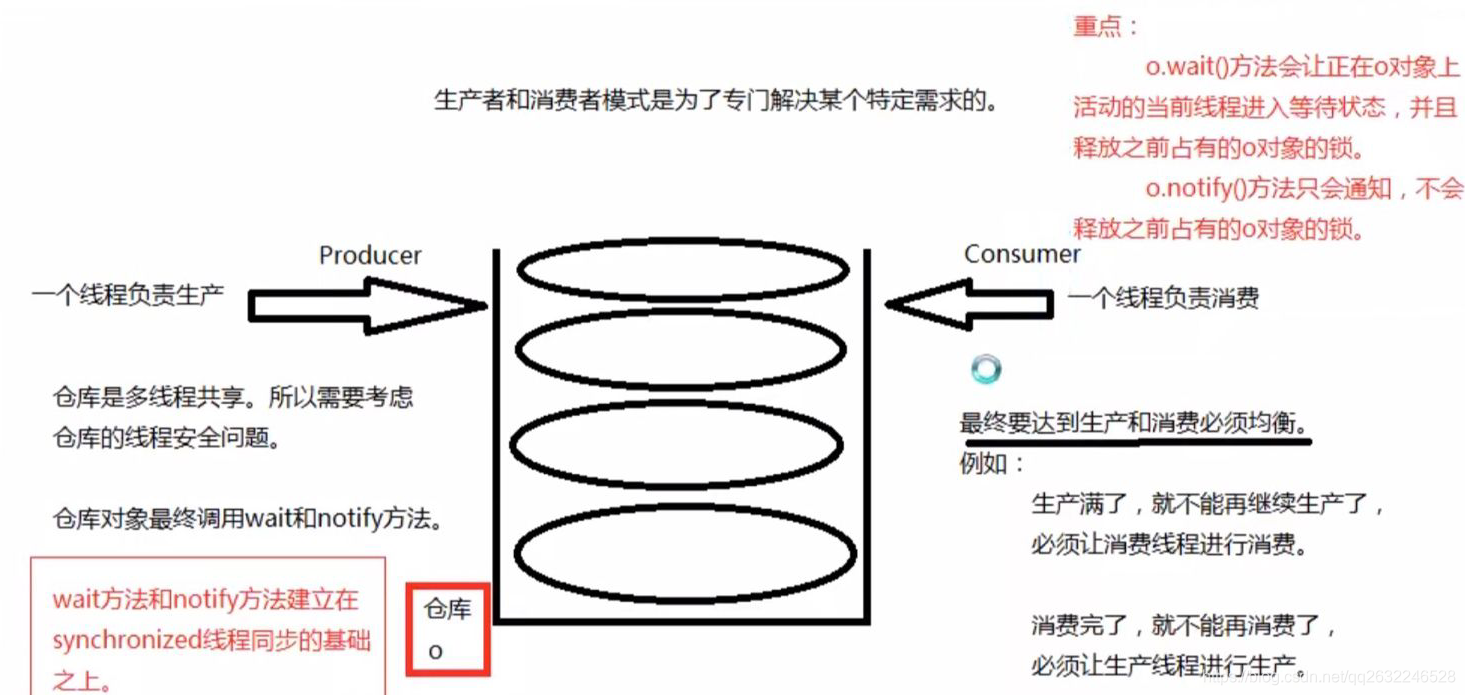 重点：
o.wait()方法会让正在o对象上
活动的当前线程进入等待状态，并且
释放之前占有的o对象的锁。
o.notify()方法只会通知，不会
释放之前占有的o对象的锁。
生产者和消费者模式是为了专门解决某个特定需求的。
Producer
Consumer
一个线程负责生产
一个线程负责消费
仓库是多线程共享。所以需要考虑
仓库的线程安全问题。
仓库对象最终调用wait和notify方法。
wait方法和notify方法建立在
synchronized线程同步的基础
之上。
仓库
o
最终要达到生产和消费必须均衡。
例如：
生产满了，就不能再继续生产了，
必须让消费线程进行消费。
消费完了，就不能再消费了，
必须让生产线程进行生产。
https://blog.csdn.net/qq2632246528